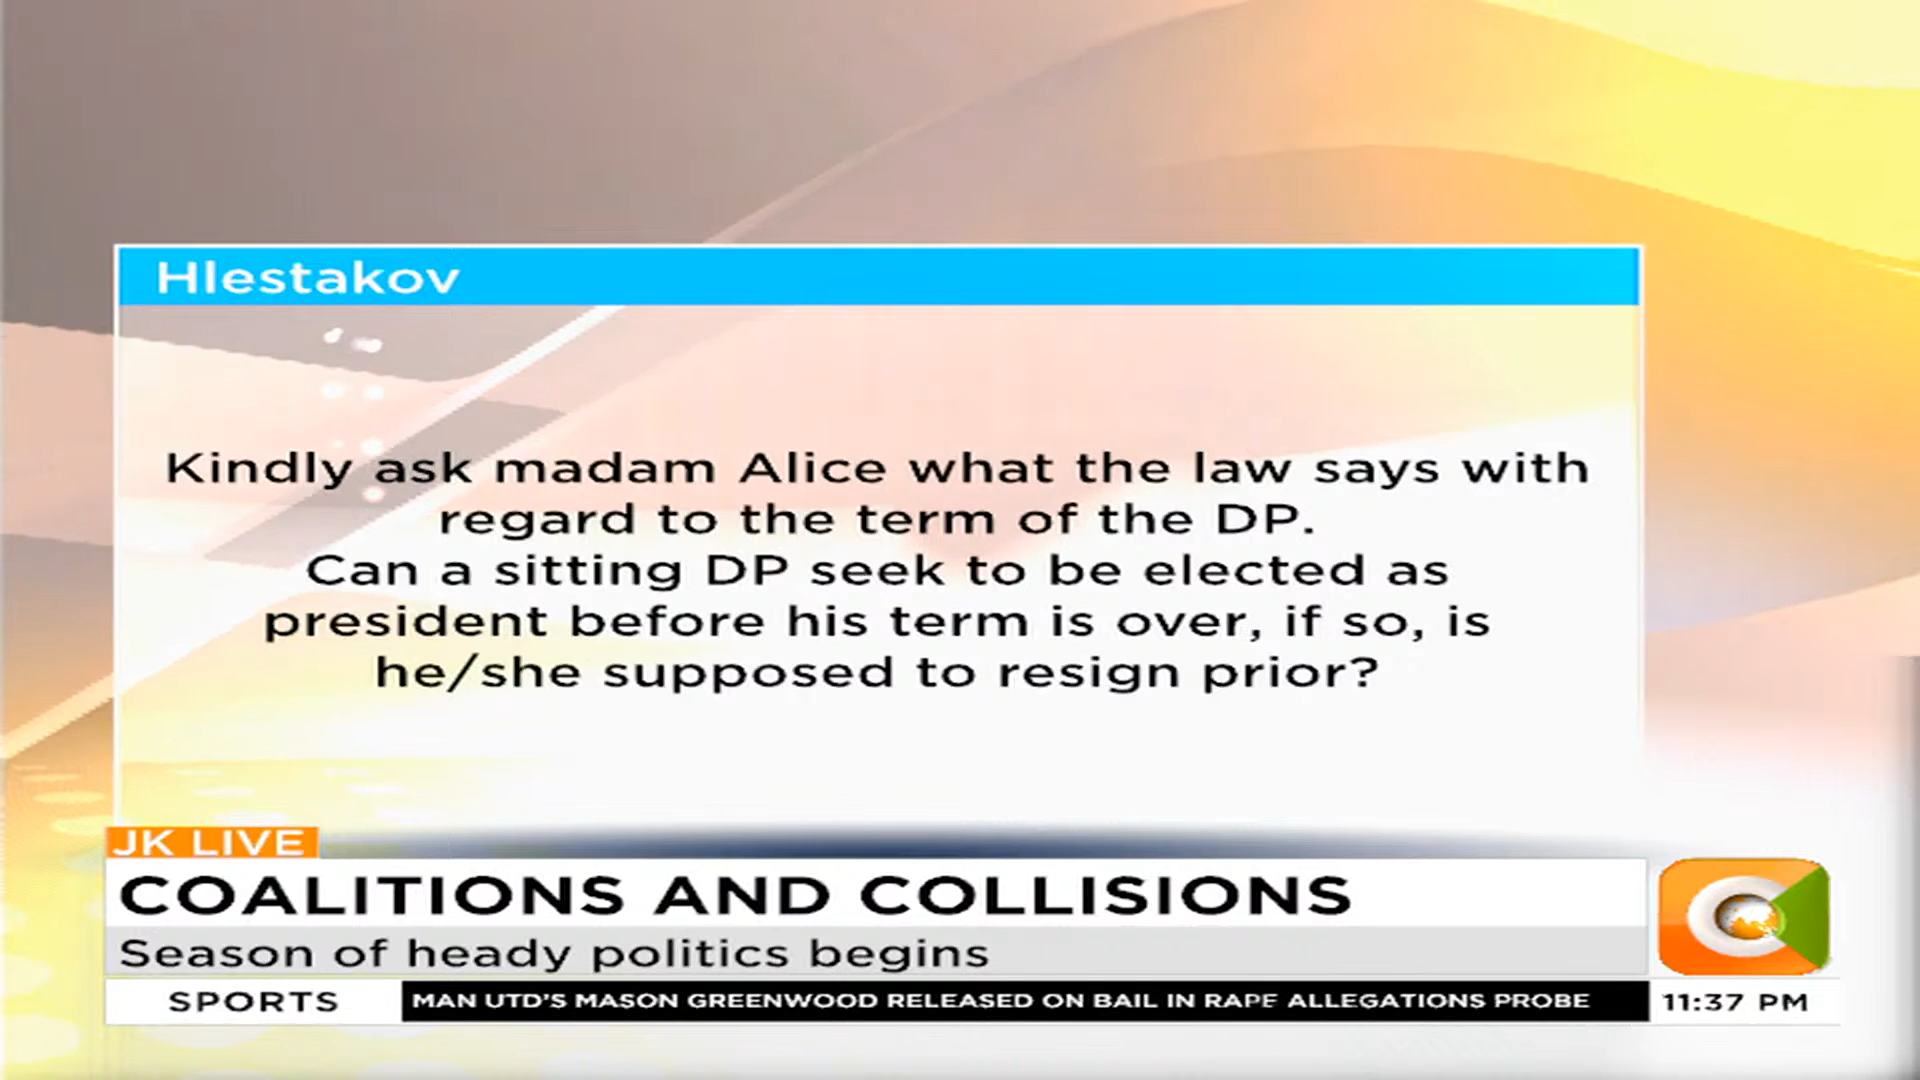 Hlestakov
Kindly ask madam Alice what the law says with
regard to the term of the DP.
Can a sitting DP seek to be elected as
president before his term is over, if so, is
he/she supposed to resign prior?
JK LIVE
COALITIONS AND COLLISIONS
Season of heady politics begins
SPORTS MAN UTD'S MASON GREENWOOD RELEASED ON BAIL IN RAPE ALLEGATIONS PROBE 11:37 PM